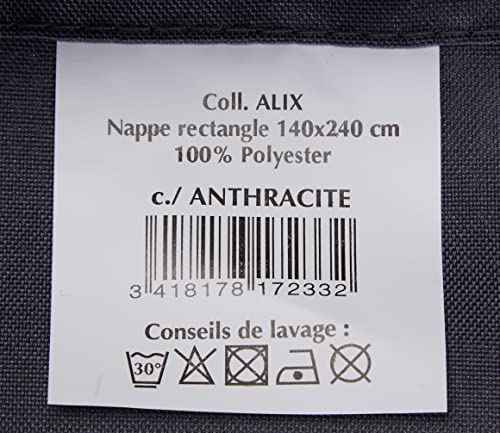 Coll. ALIX
Nappe rectangle 140x240 cm
100% Polyester
c./ ANTHRACITE
3 418178 172332
Conseils de lavage :
30°